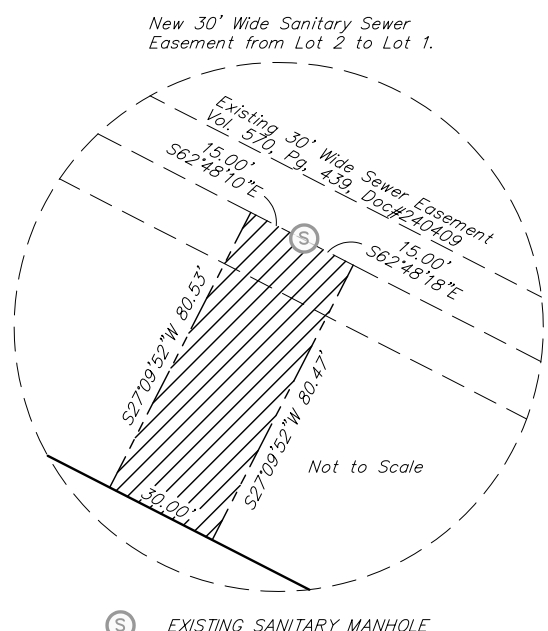 New 30' Wide Sanitary Sewer
Easement from Lot 2 to Lot 1.
Existing 30' Wide Sewer Easement
Vol. 570, Pg, 439, Doc#240409
15.00'
S62°48'10"E
S
15.00'
S62°48'18"E
S27°09'52"W 80.53'
S27°09'52"W 80.47'
Not to Scale
30.00'
S EXISTING SANITARY MANHOLE